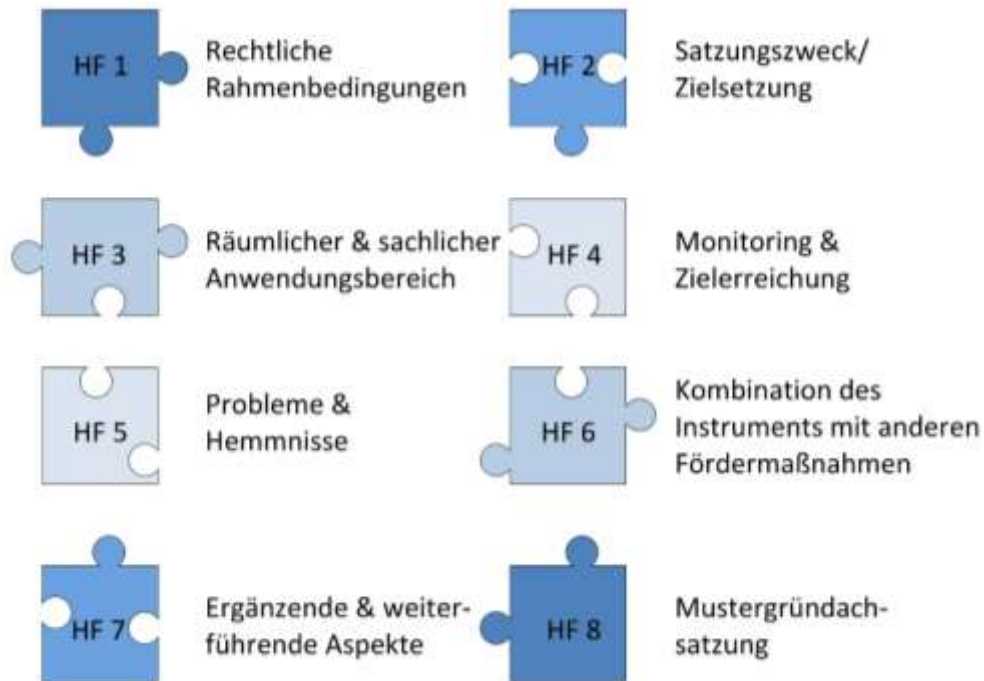 HF 1
Rechtliche
Rahmenbedingungen
HF 2
Satzungszweck/
Zielsetzung
HF 3
Räumlicher & sachlicher
Anwendungsbereich
HF 4
Monitoring &
Zielerreichung
HF 5
Probleme &
Hemmnisse
HF 6
Kombination des
Instruments mit anderen
Fördermaßnahmen
HF 7
Ergänzende & weiter-
führende Aspekte
HF 8
Mustergründach-
satzung